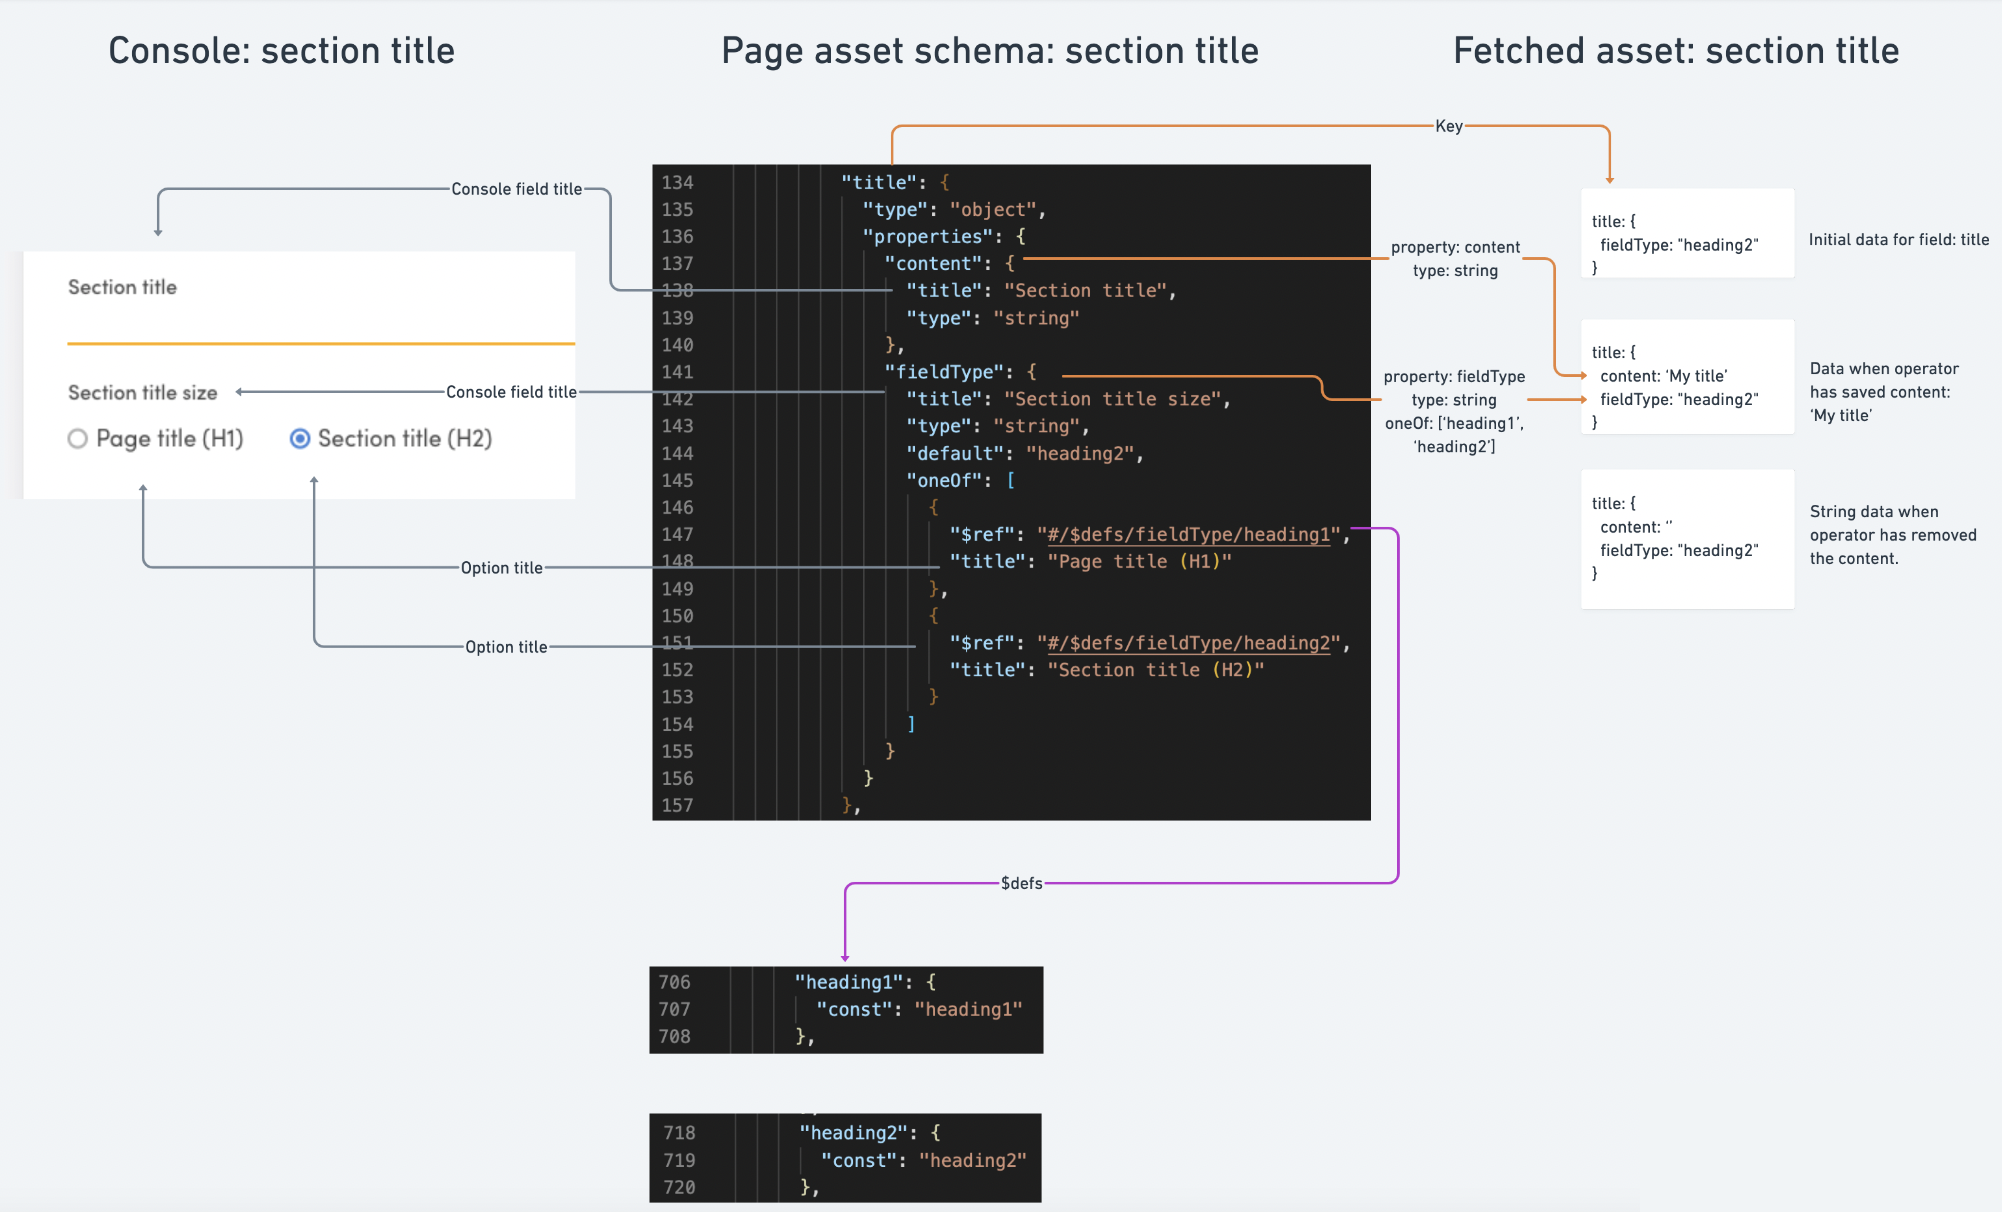 Console: section title
Page asset schema: section title
Fetched asset: section title
Key
Console field title
Section title
Console field title
Section title size
Page title (H1)
Section title (H2)
Option title
Option title
134 "title": {
135 "type": "object",
136 "properties": {
137 "content": {
138 "title": "Section title",
139 "type": "string"
140 },
141 "fieldType": {
142 "title": "Section title size",
143 "type": "string",
144 "default": "heading2",
145 "oneOf": [
146 {
147 "$ref": "#/$defs/fieldType/heading1",
148 "title": "Page title (H1)"
149 },
150 {
151 "$ref": "#/$defs/fieldType/heading2",
152 "title": "Section title (H2)"
153 }
154 ]
155 }
156 }
157 },
property: content
type: string
property: fieldType
type: string
oneOf: ['heading1',
'heading2']
title: {
fieldType: "heading2"
}
Initial data for field: title
title: {
content: ‘My title’
fieldType: "heading2"
}
Data when operator
has saved content:
‘My title’
title: {
content: ‘’
fieldType: "heading2"
}
String data when
operator has removed
the content.
$defs
706 "heading1": {
707 "const": "heading1"
708 },
718 "heading2": {
719 "const": "heading2"
720 },